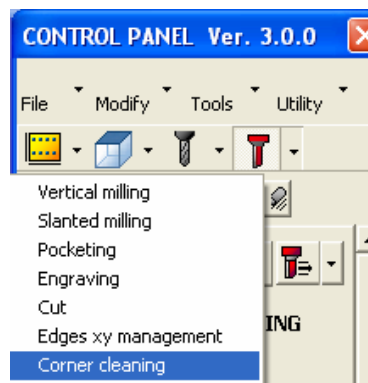 CONTROL PANEL Ver. 3.0.0
File Modify Tools Utility
Vertical milling
Slanted milling
Pocketing
Engraving
Cut
Edges xy management
ING
Corner cleaning